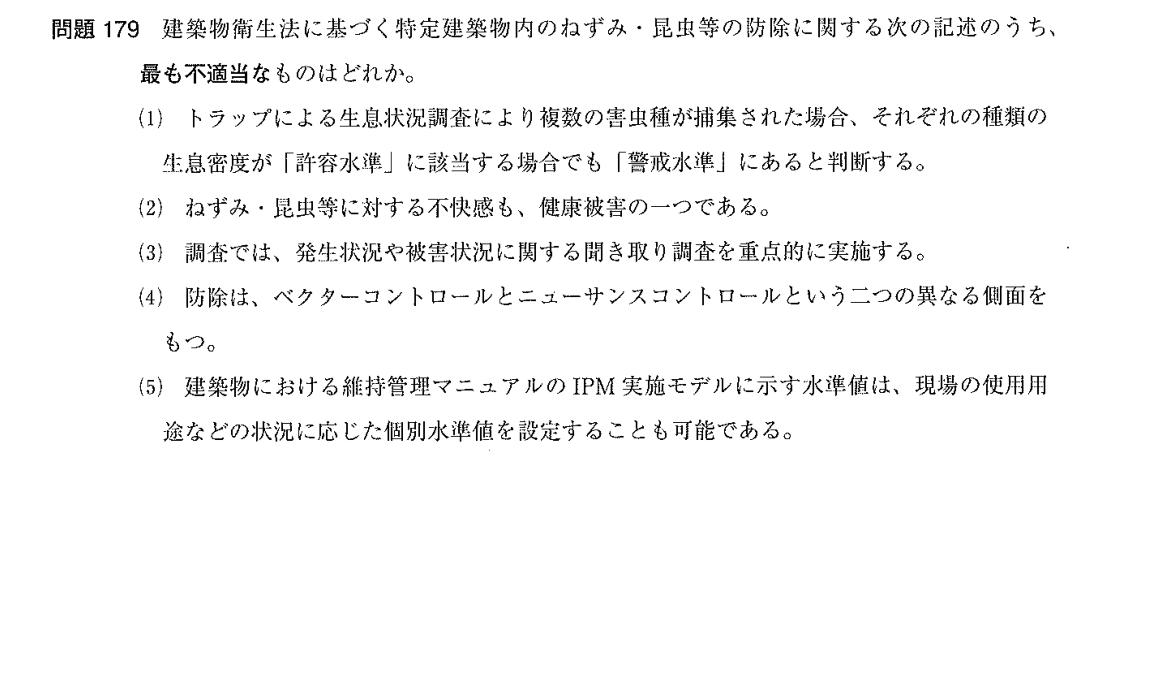 問題 179 建築物衛生法に基づく特定建築物内のねずみ・昆虫等の防除に関する次の記述のうち、
最も不適当なものはどれか。
(1) トラップによる生息状況調査により複数の害虫種が捕集された場合、それぞれの種類の
生息密度が「許容水準」に該当する場合でも「警戒水準」にあると判断する。
(2) ねずみ・昆虫等に対する不快感も、健康被害の一つである。
(3) 調査では、発生状況や被害状況に関する聞き取り調査を重点的に実施する。
(4) 防除は、ベクターコントロールとニューサンスコントロールという二つの異なる側面を
もつ。
(5) 建築物における維持管理マニュアルの IPM 実施モデルに示す水準値は、現場の使用用
途などの状況に応じた個別水準値を設定することも可能である。